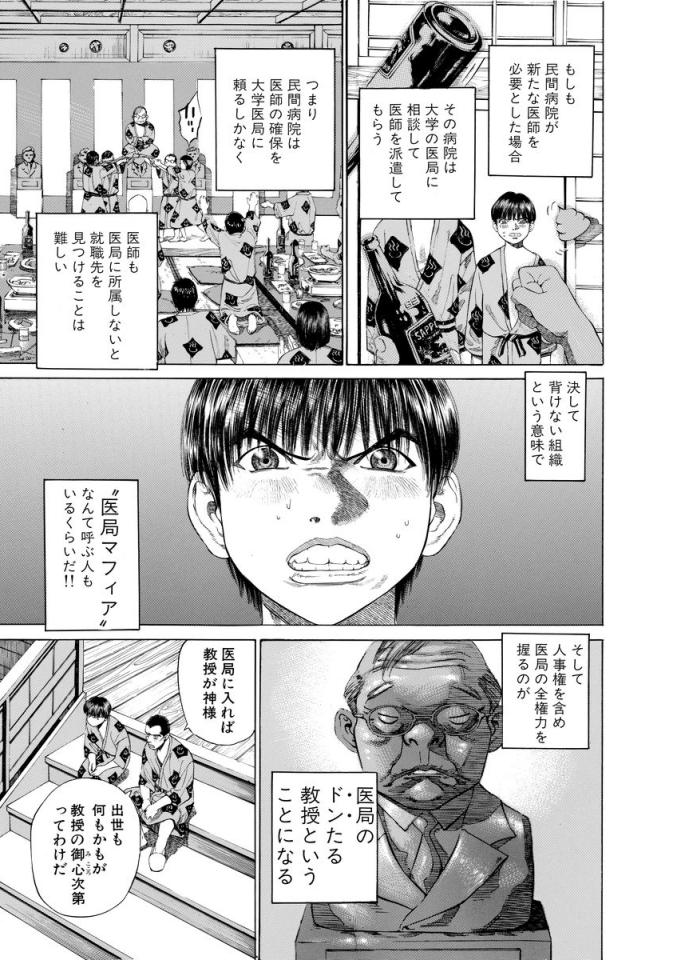 もしも
民間病院が
新たな医師を
必要とした場合
その病院は
大学の医局に
相談して
医師を派遣して
もらう
SAPP
つまり
民間病院は
医師の確保を
大学医局に
頼るしかなく
医師も
医局に所属しないと
就職先を
見つけることは
難しい
決して
背けない組織
という意味で
〝医局マフィア〟
なんて呼ぶ人も
いるくらいだ!!
そして
人事権を含め
医局の全権力を
握るのが
医局の
ドンたる
教授という
ことになる
医局に入れば
教授が神様
出世も
何もかもが
教授の御心次第
みこころ
ってわけだ